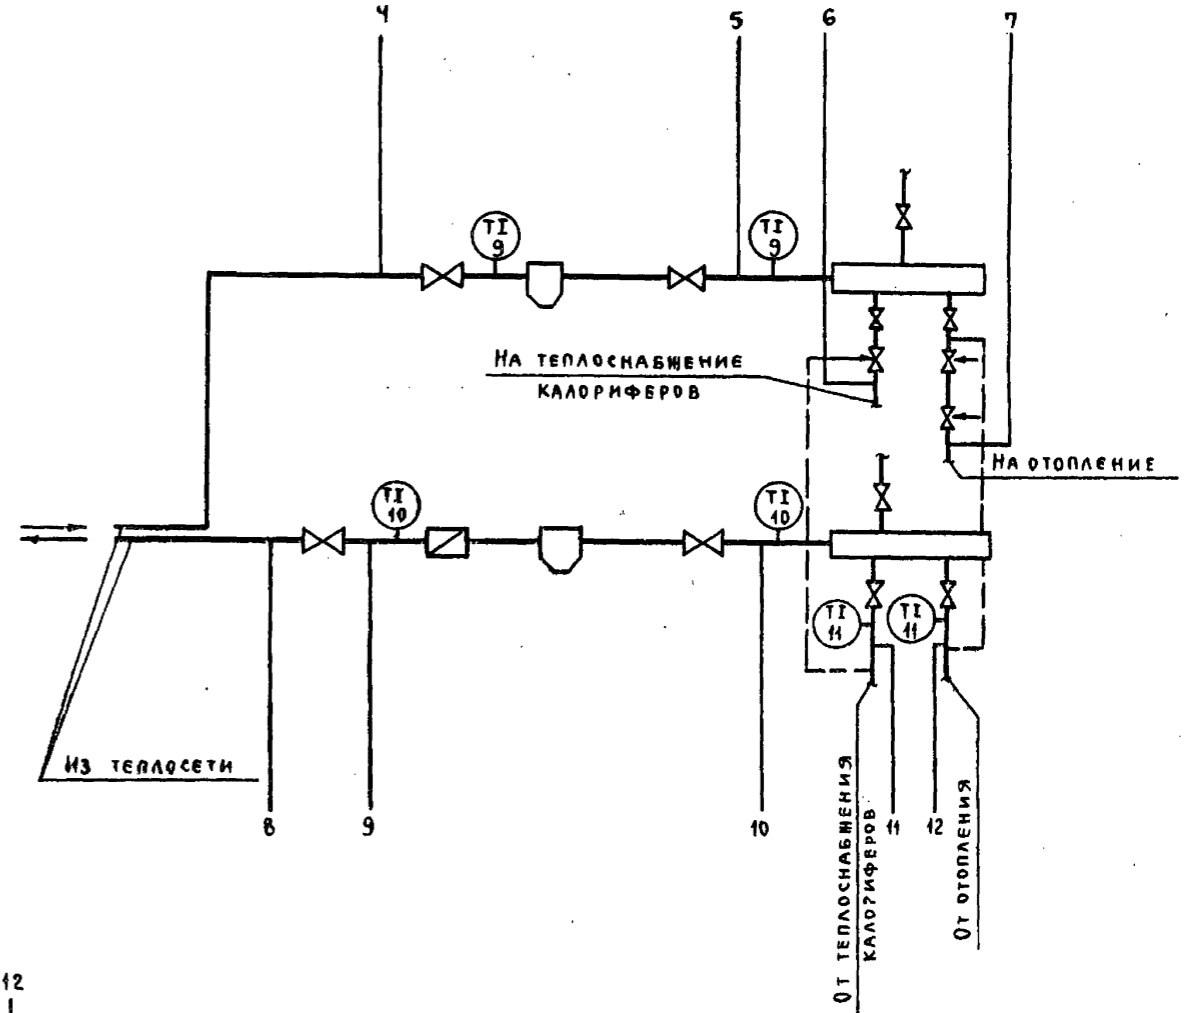 4 5 6 7
TI
9
TI
9
НА ТЕПЛОСНАБЖЕНИЕ
КАЛОРИФЕРОВ
НА ОТОПЛЕНИЕ
TI
10
TI
10
TI
11
TI
11
ИЗ ТЕПЛОСЕТИ
8 9 10 11 12
ОТ ТЕПЛОСНАБЖЕНИЯ
КАЛОРИФЕРОВ
ОТ ОТОПЛЕНИЯ
12